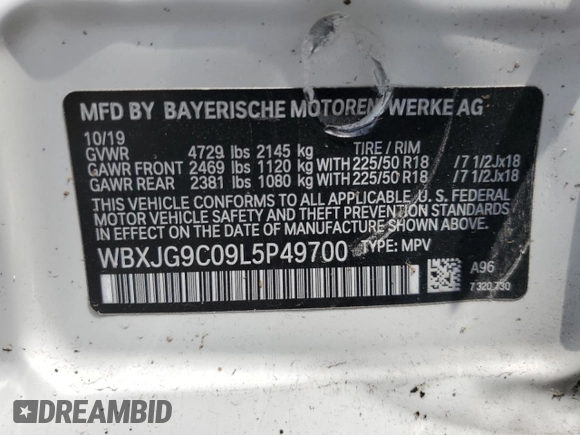 MFD BY BAYERISCHE MOTOREN WERKE AG
10/19
GVWR 4729 lbs 2145 kg TIRE / RIM
GAWR FRONT 2469 lbs 1120 kg WITH 225/50 R18 /7 1/2Jx18
GAWR REAR 2381 lbs 1080 kg WITH 225/50 R18 /7 1/2Jx18
THIS VEHICLE CONFORMS TO ALL APPLICABLE, U. S. FEDERAL
MOTOR VEHICLE SAFETY AND THEFT PREVENTION STANDARDS
IN EFFECT ON THE DATE OF MANUFACTURE SHOWN ABOVE.
WBXJG9C09L5P49700 TYPE: MPV
A96
7 320 730
DREAMBID